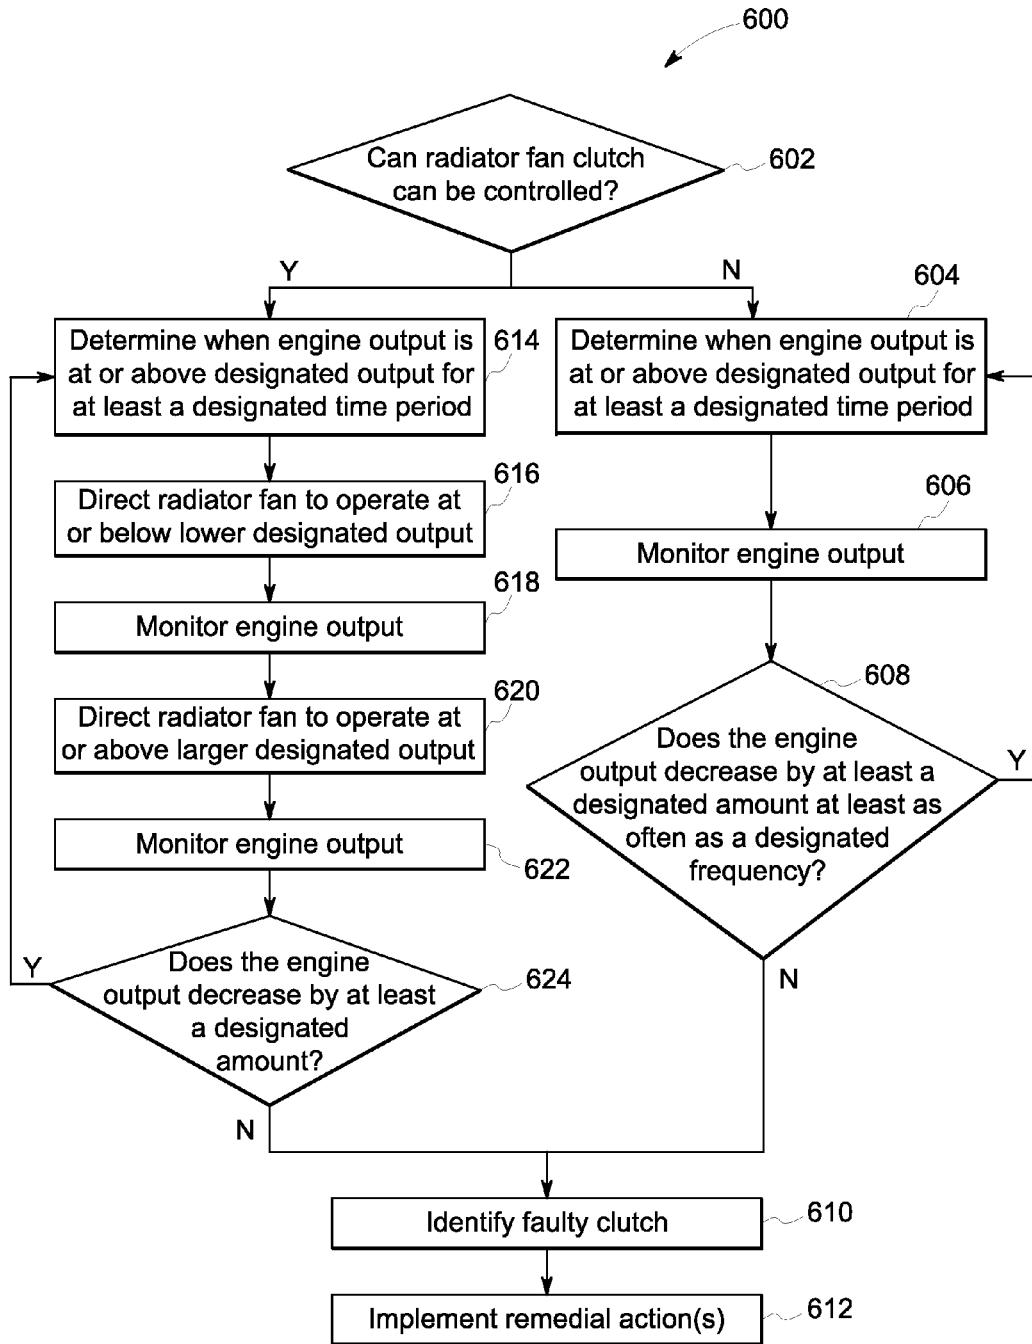 600
Can radiator fan clutch
can be controlled?
602
Y
N
Determine when engine output is
at or above designated output for
at least a designated time period
614
604
Determine when engine output is
at or above designated output for
at least a designated time period
Direct radiator fan to operate at
or below lower designated output
616
606
Monitor engine output
Monitor engine output
618
Direct radiator fan to operate at
or above larger designated output
620
608
Does the engine
output decrease by at least a
designated amount at least as
often as a designated
frequency?
Y
N
Monitor engine output
622
Does the engine
output decrease by at least
a designated
amount?
624
Y
N
Identify faulty clutch
610
Implement remedial action(s)
612